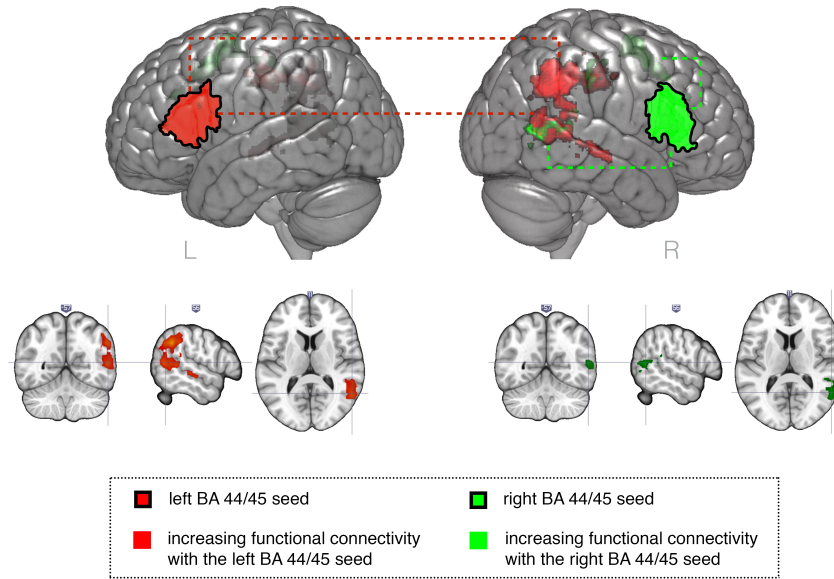 L
R
left BA 44/45 seed
right BA 44/45 seed
increasing functional connectivity
with the left BA 44/45 seed
increasing functional connectivity
with the right BA 44/45 seed